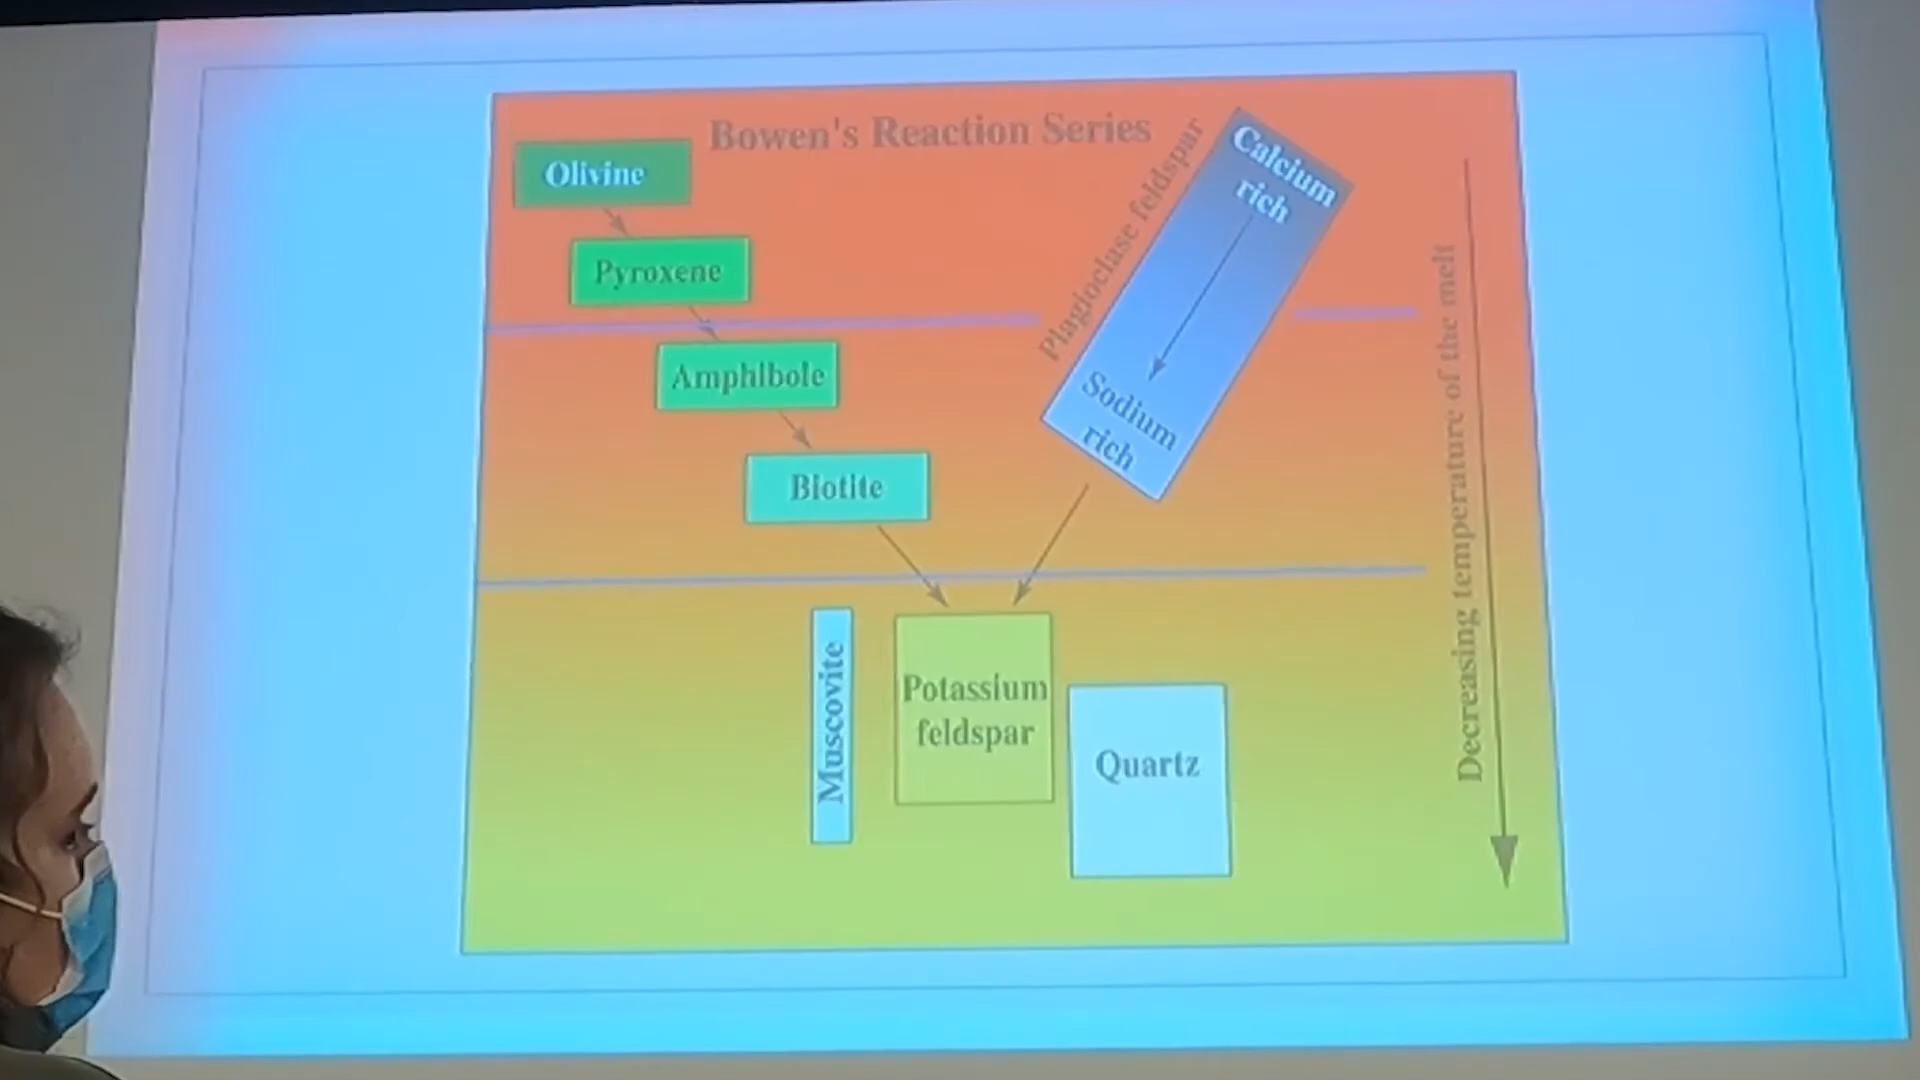 Bowen's Reaction Series
Olivine
Pyroxene
Amphibole
Biotite
Plagioclase feldspar
Calcium
rich
Sodium
rich
Muscovite
Potassium
feldspar
Quartz
Decreasing temperature of the melt